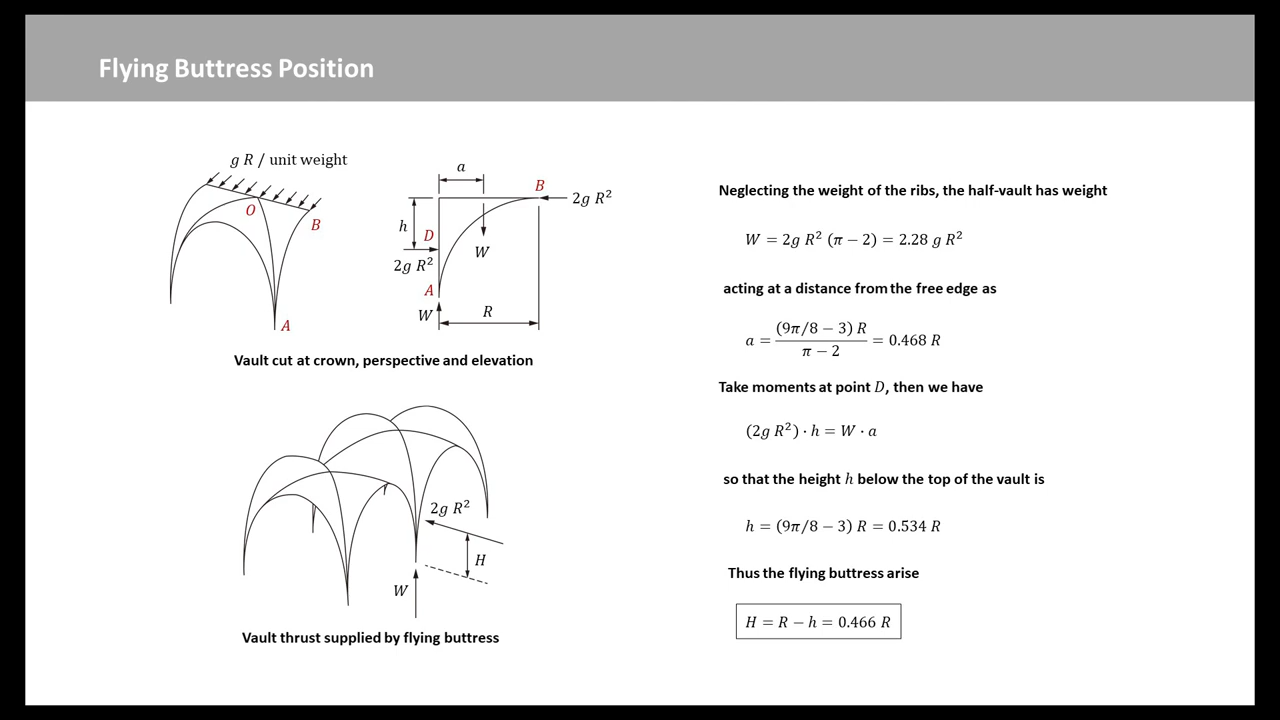 Flying Buttress Position
g R / unit weight
O
B
A
a
B
2g R²
h
D
W
2g R²
A
W
R
Vault cut at crown, perspective and elevation
2g R²
H
W
Vault thrust supplied by flying buttress
Neglecting the weight of the ribs, the half-vault has weight
W = 2g R² (π − 2) = 2.28 g R²
acting at a distance from the free edge as
a = (9π/8 − 3) R / π − 2 = 0.468 R
Take moments at point D, then we have
(2g R²) · h = W · a
so that the height h below the top of the vault is
h = (9π/8 − 3) R = 0.534 R
Thus the flying buttress arise
H = R − h = 0.466 R